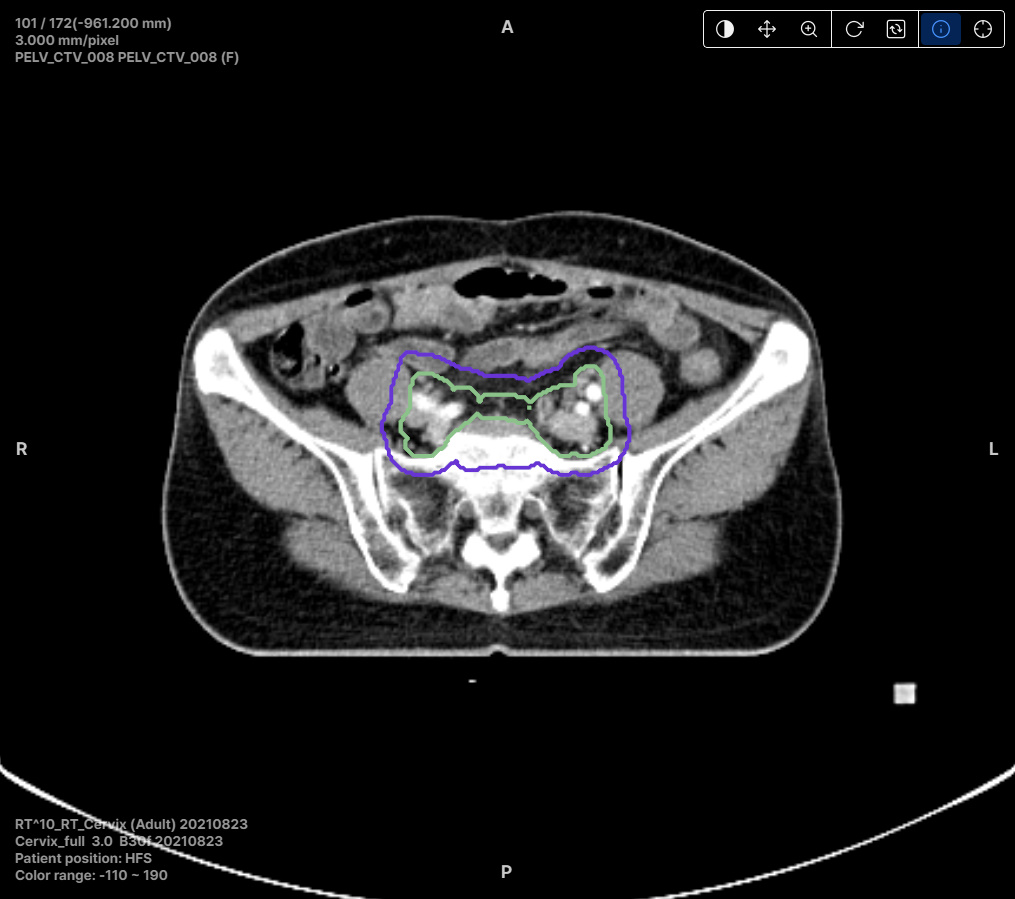 101 / 172(-961.200 mm)
3.000 mm/pixel
PELV_CTV_008 PELV_CTV_008 (F)
A
R
L
RT^10_RT_Cervix (Adult) 20210823
Cervix_full 3.0 B30f 20210823
Patient position: HFS
Color range: -110 ~ 190
P